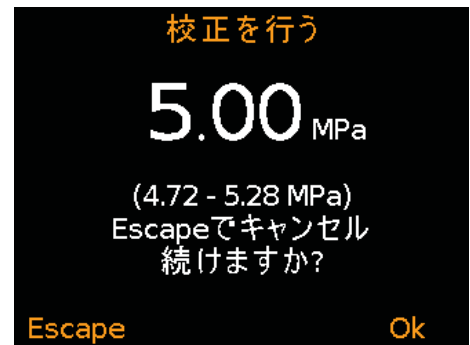 校正を行う
5.00 MPa
(4.72 - 5.28 MPa)
Escapeでキャンセル
続けますか?
Escape Ok